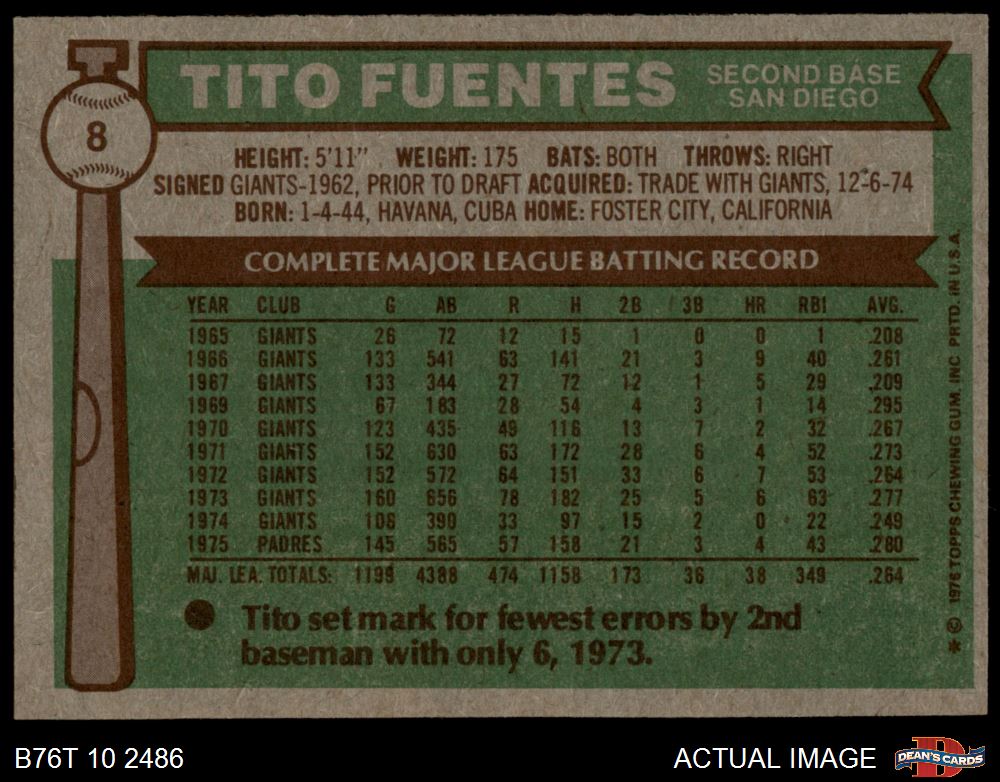 8
TITO FUENTES
SECOND BASE
SAN DIEGO
HEIGHT: 5'11" WEIGHT: 175 BATS: BOTH THROWS: RIGHT
SIGNED GIANTS-1962, PRIOR TO DRAFT ACQUIRED: TRADE WITH GIANTS, 12-6-74
BORN: 1-4-44, HAVANA, CUBA HOME: FOSTER CITY, CALIFORNIA
COMPLETE MAJOR LEAGUE BATTING RECORD
YEAR CLUB G AB R H 2B 3B HR RBI AVG.
1965 GIANTS 26 72 12 15 1 0 0 1 .208
1966 GIANTS 133 541 63 141 21 3 9 40 .261
1967 GIANTS 133 344 27 72 12 1 5 29 .209
1969 GIANTS 67 183 28 54 4 3 1 14 .295
1970 GIANTS 123 435 49 116 13 7 2 32 .267
1971 GIANTS 152 630 63 172 28 6 4 52 .273
1972 GIANTS 152 572 64 151 33 6 7 53 .264
1973 GIANTS 160 656 78 182 25 5 6 63 .277
1974 GIANTS 108 390 33 97 15 2 0 22 .249
1975 PADRES 145 565 57 158 21 3 4 43 .280
MAJ. LEA. TOTALS: 1199 4388 474 1158 173 36 38 349 .264
Tito set mark for fewest errors by 2nd
baseman with only 6, 1973.
★ © 1976 TOPPS CHEWING GUM, INC PRTD. IN U.S.A.
B76T 10 2486
ACTUAL IMAGE
D
DEAN'S CARDS